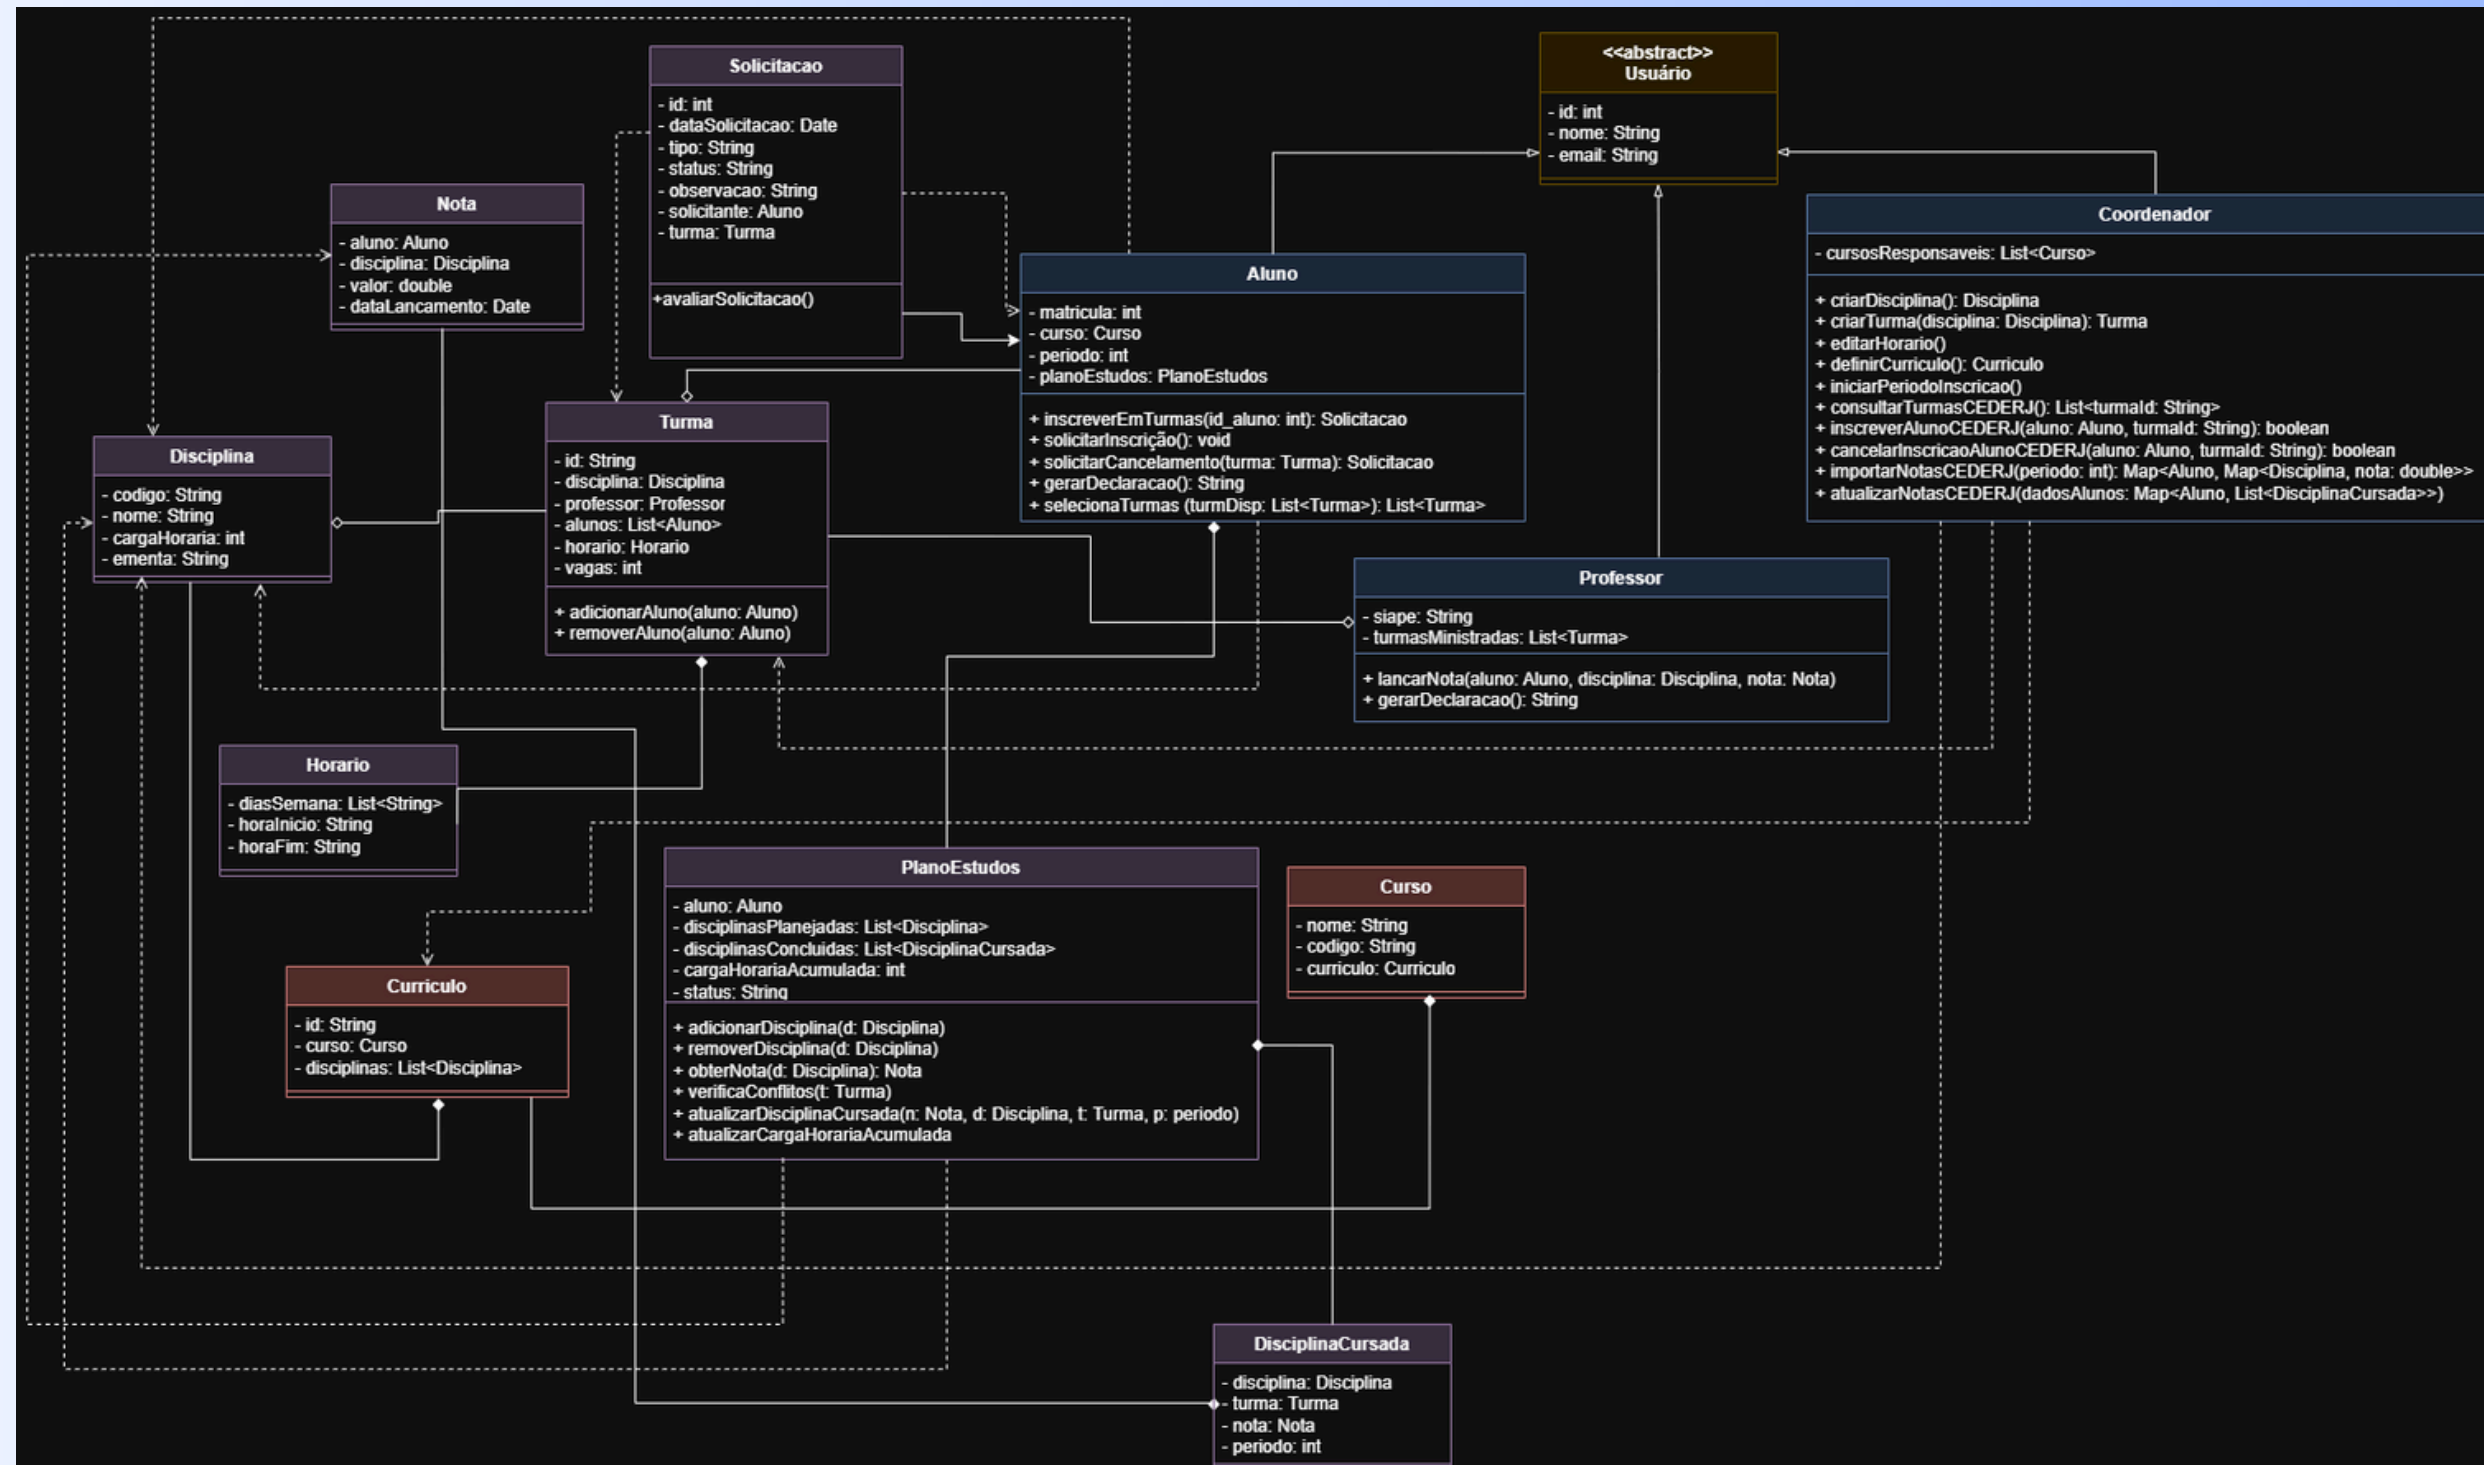 Solicitacao
- id: int
- dataSolicitacao: Date
- tipo: String
- status: String
- observacao: String
- solicitante: Aluno
- turma: Turma
+avaliarSolicitacao()
<<abstract>>
Usuário
- id: int
- nome: String
- email: String
Nota
- aluno: Aluno
- disciplina: Disciplina
- valor: double
- dataLancamento: Date
Coordenador
- cursosResponsaveis: List<Curso>
+ criarDisciplina(): Disciplina
+ criarTurma(disciplina: Disciplina): Turma
+ editarHorario()
+ definirCurriculo(): Curriculo
+ iniciarPeriodoInscricao()
+ consultarTurmasCEDERJ(): List<turmaId: String>
+ inscreverAlunoCEDERJ(aluno: Aluno, turmaId: String): boolean
+ cancelarInscricaoAlunoCEDERJ(aluno: Aluno, turmaId: String): boolean
+ importarNotasCEDERJ(periodo: int): Map<Aluno, Map<Disciplina, nota: double>>
+ atualizarNotasCEDERJ(dadosAlunos: Map<Aluno, List<DisciplinaCursada>>)
Aluno
- matricula: int
- curso: Curso
- periodo: int
- planoEstudos: PlanoEstudos
+ inscreverEmTurmas(id_aluno: int): Solicitacao
+ solicitarInscrição(): void
+ solicitarCancelamento(turma: Turma): Solicitacao
+ gerarDeclaracao(): String
+ selecionaTurmas (turmDisp: List<Turma>): List<Turma>
Turma
- id: String
- disciplina: Disciplina
- professor: Professor
- alunos: List<Aluno>
- horario: Horario
- vagas: int
+ adicionarAluno(aluno: Aluno)
+ removerAluno(aluno: Aluno)
Disciplina
- codigo: String
- nome: String
- cargaHoraria: int
- ementa: String
Professor
- siape: String
- turmasMinistradas: List<Turma>
+ lancarNota(aluno: Aluno, disciplina: Disciplina, nota: Nota)
+ gerarDeclaracao(): String
Horario
- diasSemana: List<String>
- horaInicio: String
- horaFim: String
PlanoEstudos
- aluno: Aluno
- disciplinasPlanejadas: List<Disciplina>
- disciplinasConcluidas: List<DisciplinaCursada>
- cargaHorariaAcumulada: int
- status: String
+ adicionarDisciplina(d: Disciplina)
+ removerDisciplina(d: Disciplina)
+ obterNota(d: Disciplina): Nota
+ verificaConflitos(t: Turma)
+ atualizarDisciplinaCursada(n: Nota, d: Disciplina, t: Turma, p: periodo)
+ atualizarCargaHorariaAcumulada
Curso
- nome: String
- codigo: String
- curriculo: Curriculo
Curriculo
- id: String
- curso: Curso
- disciplinas: List<Disciplina>
DisciplinaCursada
- disciplina: Disciplina
- turma: Turma
- nota: Nota
- periodo: int